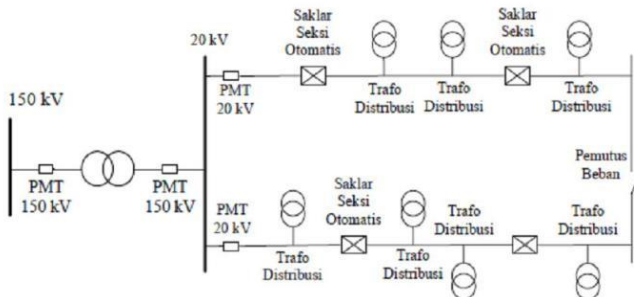 150 kV
PMT
150 kV
PMT
150 kV
20 kV
PMT
20 kV
Saklar
Seksi
Otomatis
Trafo
Distribusi
Trafo
Distribusi
Saklar
Seksi
Otomatis
Trafo
Distribusi
Pemutus
Beban
PMT
20 kV
Trafo
Distribusi
Saklar
Seksi
Otomatis
Trafo
Distribusi
Trafo
Distribusi
Trafo
Distribusi